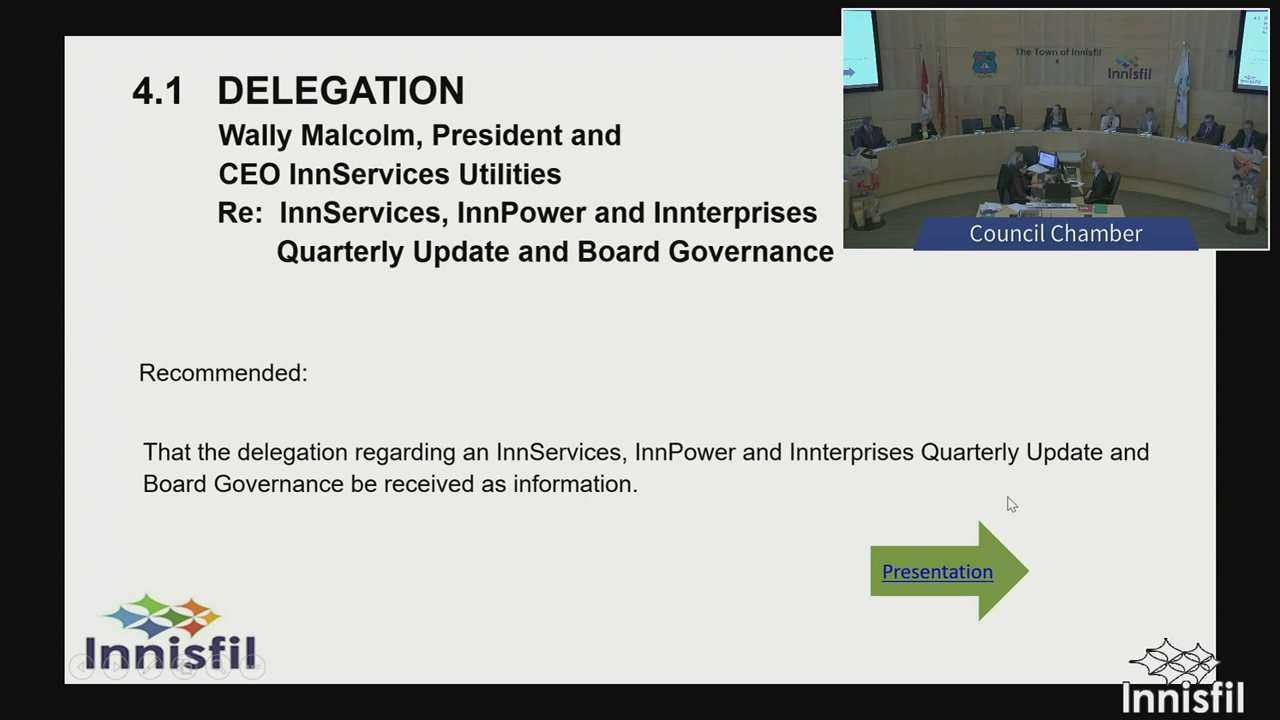 4.1 DELEGATION
Wally Malcolm, President and
CEO InnServices Utilities
Re: InnServices, InnPower and Innterprises
Quarterly Update and Board Governance
The Town of Innisfil
Innisfil
Council Chamber
Recommended:
That the delegation regarding an InnServices, InnPower and Innterprises Quarterly Update and
Board Governance be received as information.
Presentation
Innisfil
Innisfil